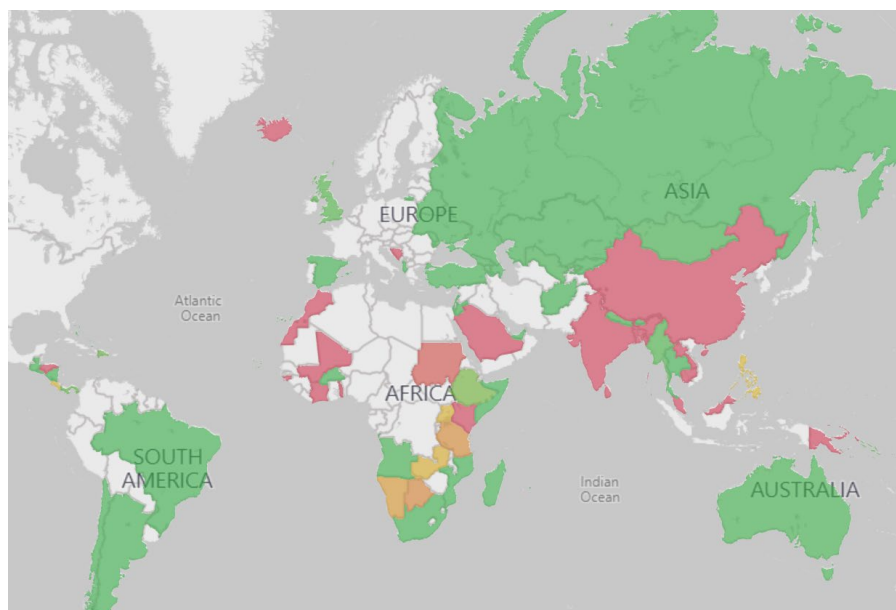 ASIA
EUROPE
Atlantic
Ocean
AFRICA
SOUTH
AMERICA
Indian
Ocean
AUSTRALIA